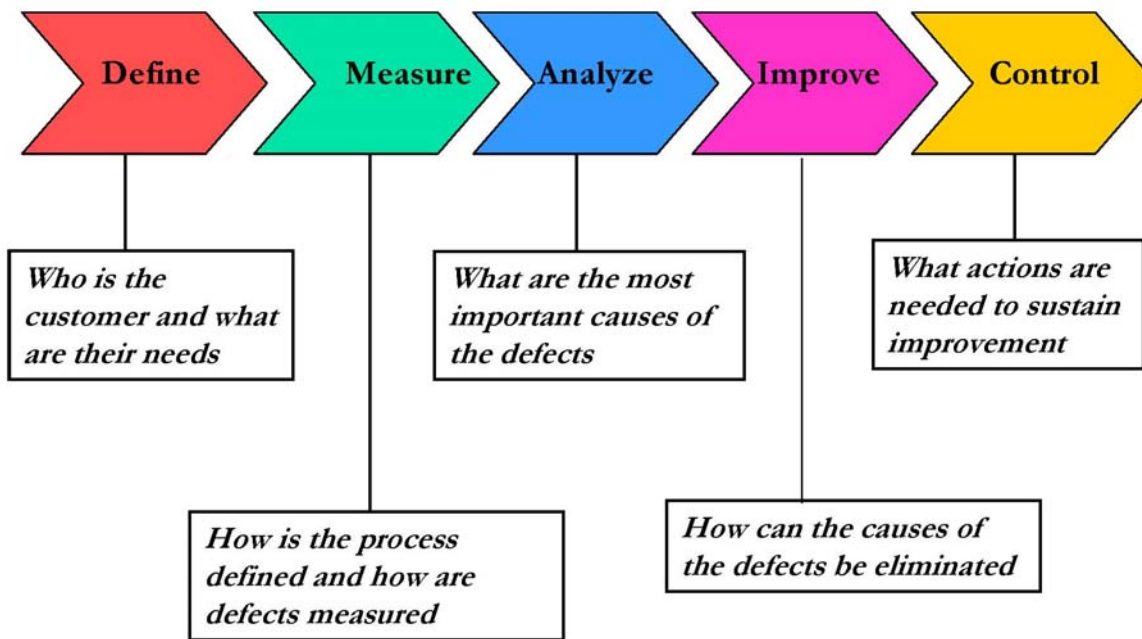 Define
Measure
Analyze
Improve
Control
Who is the
customer and what
are their needs
What are the most
important causes of
the defects
What actions are
needed to sustain
improvement
How is the process
defined and how are
defects measured
How can the causes of
the defects be eliminated